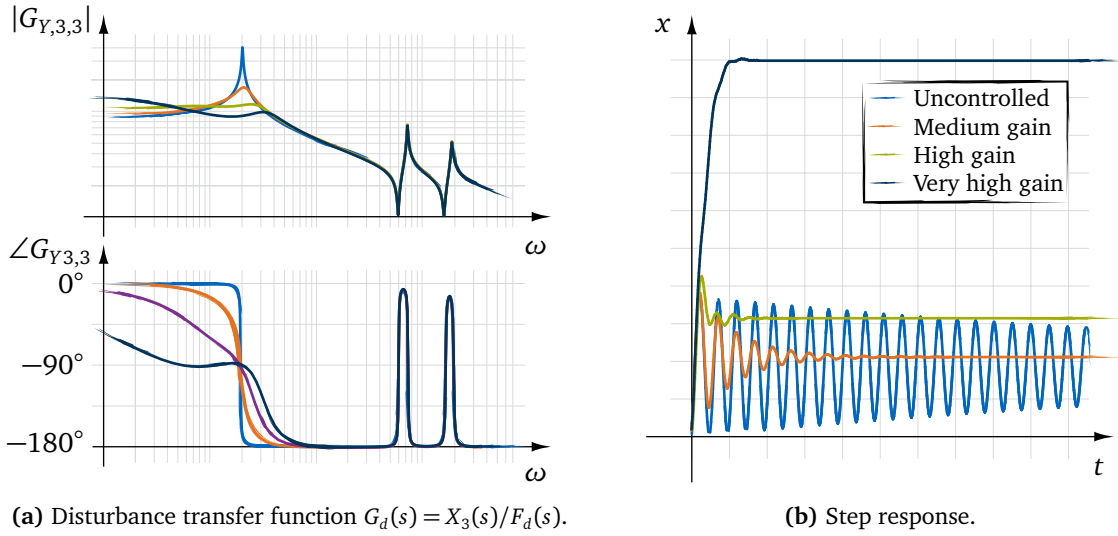 |G_{Y,3,3}|
ω
∠G_{Y3,3}
0°
−90°
−180°
ω
(a) Disturbance transfer function G_d(s) = X_3(s)/F_d(s).
x
Uncontrolled
Medium gain
High gain
Very high gain
t
(b) Step response.